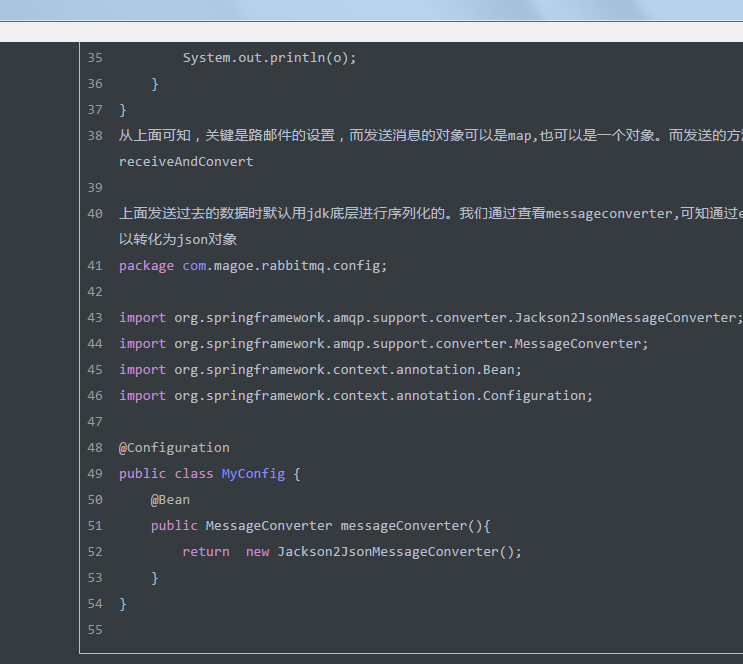 35 System.out.println(o);
36 }
37 }
38 从上面可知，关键是路邮件的设置，而发送消息的对象可以是map,也可以是一个对象。而发送的方
receiveAndConvert
39
40 上面发送过去的数据时默认用jdk底层进行序列化的。我们通过查看messageconverter,可知通过
以转化为json对象
41 package com.magoe.rabbitmq.config;
42
43 import org.springframework.amqp.support.converter.Jackson2JsonMessageConverter;
44 import org.springframework.amqp.support.converter.MessageConverter;
45 import org.springframework.context.annotation.Bean;
46 import org.springframework.context.annotation.Configuration;
47
48 @Configuration
49 public class MyConfig {
50 @Bean
51 public MessageConverter messageConverter(){
52 return  new Jackson2JsonMessageConverter();
53 }
54 }
55